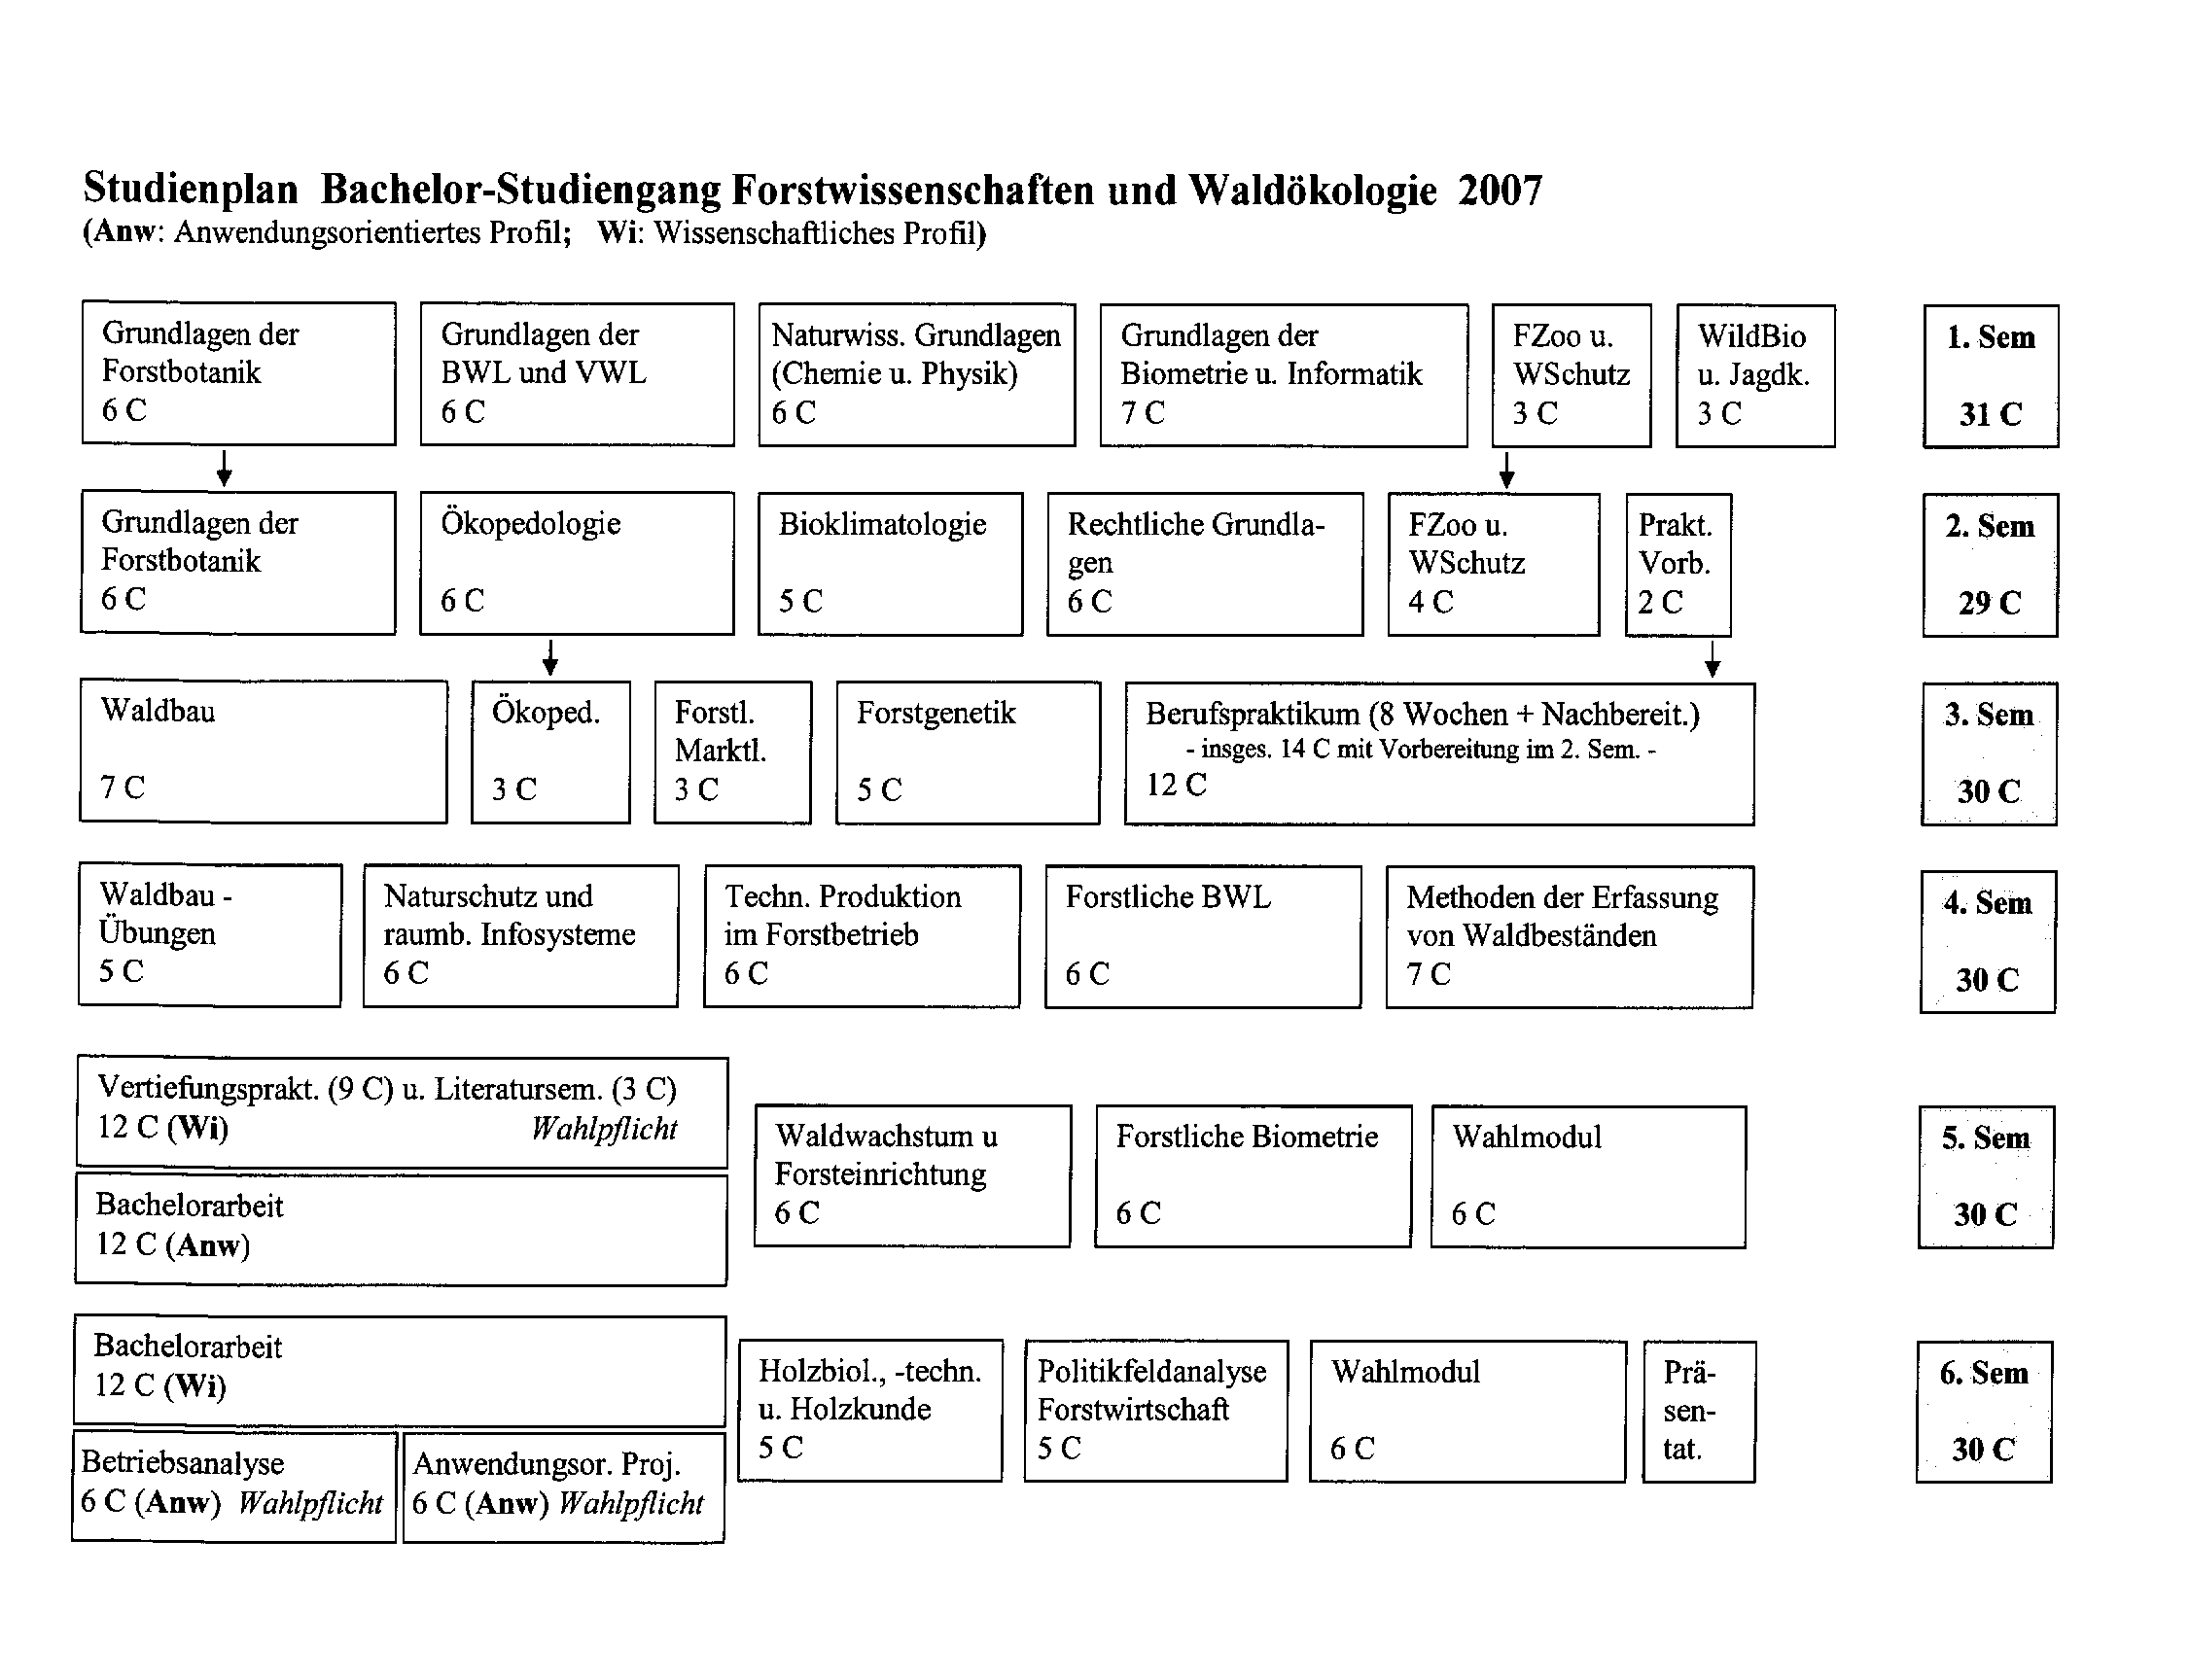 Studienplan Bachelor-Studiengang Forstwissenschaften und Waldökologie 2007
(Anw: Anwendungsorientiertes Profil; Wi: Wissenschaftliches Profil)
Grundlagen der
Forstbotanik
6 C
Grundlagen der
BWL und VWL
6 C
Naturwiss. Grundlagen
(Chemie u. Physik)
6 C
Grundlagen der
Biometrie u. Informatik
7 C
FZoo u.
WSchutz
3 C
WildBio
u. Jagdk.
3 C
1. Sem
31 C
Grundlagen der
Forstbotanik
6 C
Ökopedologie
6 C
Bioklimatologie
5 C
Rechtliche Grundla-
gen
6 C
FZoo u.
WSchutz
4 C
Prakt.
Vorb.
2 C
2. Sem
29 C
Waldbau
7 C
Ökoped.
3 C
Forstl.
Marktl.
3 C
Forstgenetik
5 C
Berufspraktikum (8 Wochen + Nachbereit.)
- insges. 14 C mit Vorbereitung im 2. Sem. -
12 C
3. Sem
30 C
Waldbau -
Übungen
5 C
Naturschutz und
raumb. Infosysteme
6 C
Techn. Produktion
im Forstbetrieb
6 C
Forstliche BWL
6 C
Methoden der Erfassung
von Waldbeständen
7 C
4. Sem
30 C
Vertiefungsprakt. (9 C) u. Literatursem. (3 C)
12 C (Wi) Wahlpflicht
Bachelorarbeit
12 C (Anw)
Waldwachstum u
Forsteinrichtung
6 C
Forstliche Biometrie
6 C
Wahlmodul
6 C
5. Sem
30 C
Bachelorarbeit
12 C (Wi)
Betriebsanalyse
6 C (Anw) Wahlpflicht
Anwendungsor. Proj.
6 C (Anw) Wahlpflicht
Holzbiol., -techn.
u. Holzkunde
5 C
Politikfeldanalyse
Forstwirtschaft
5 C
Wahlmodul
6 C
Prä-
sen-
tat.
6. Sem
30 C